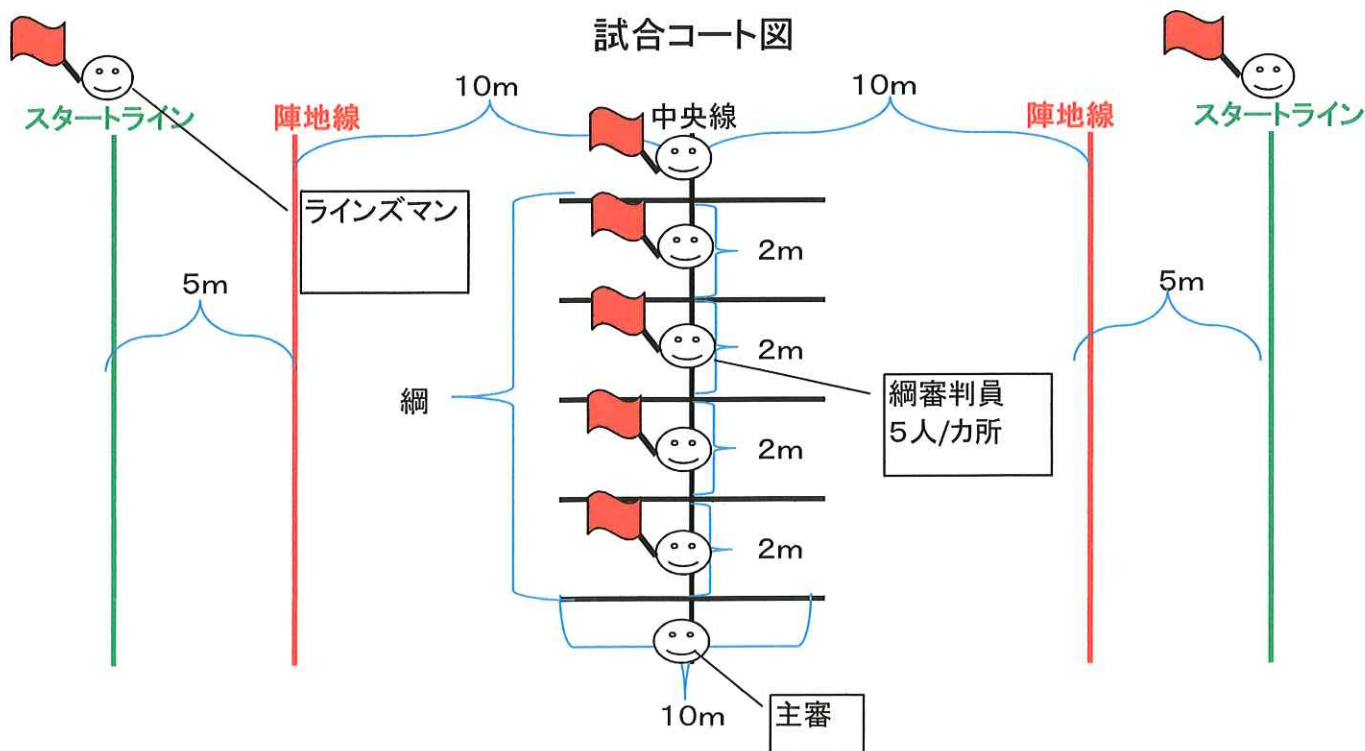 試合コート図
10m
10m
スタートライン
陣地線
中央線
陣地線
スタートライン
ラインズマン
2m
5m
5m
2m
綱
綱審判員
5人/カ所
2m
2m
10m
主審